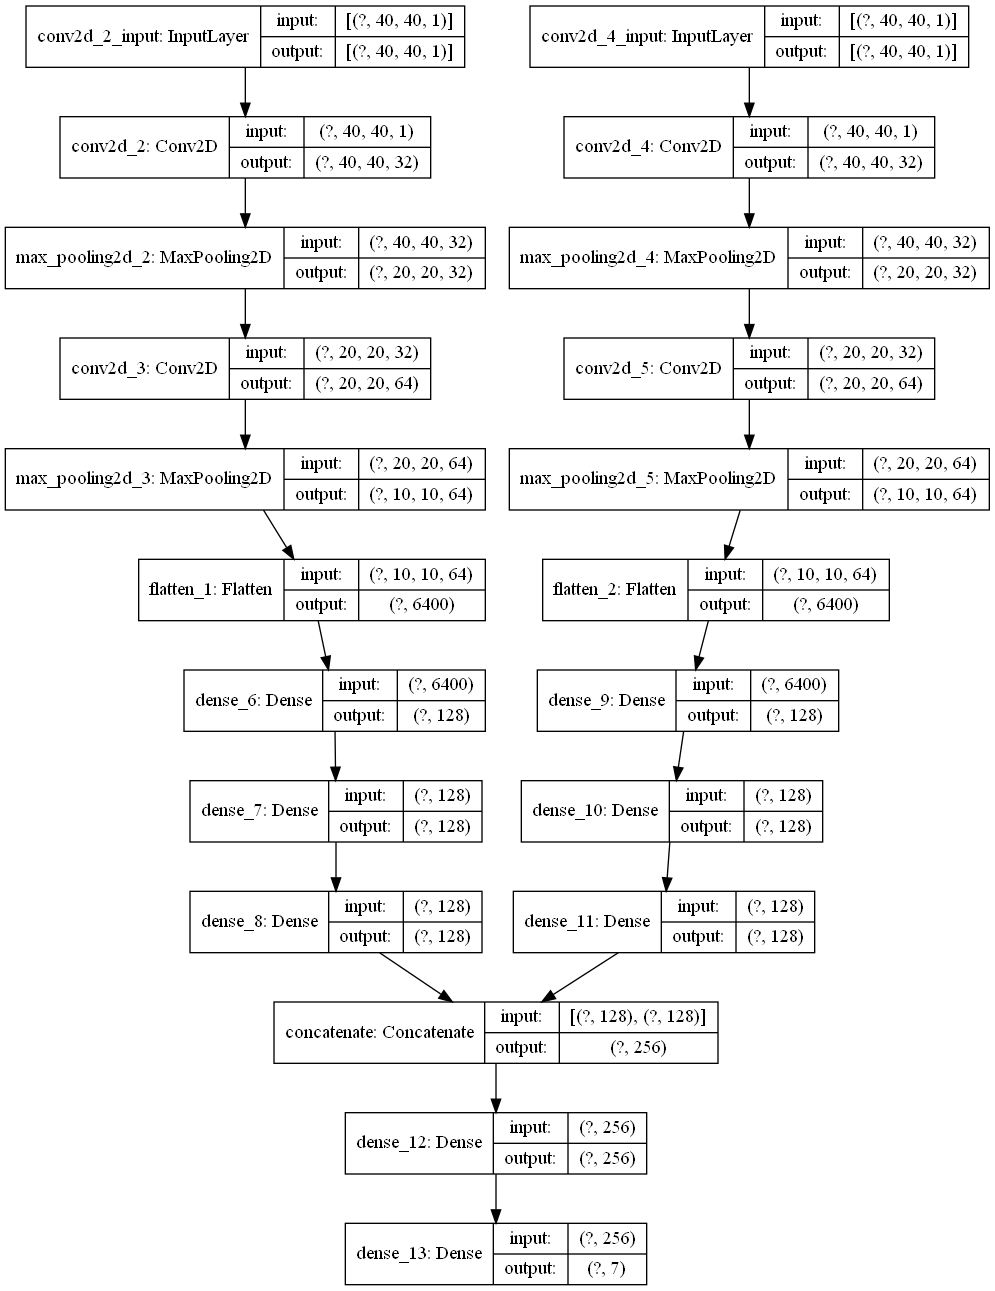 conv2d_2_input: InputLayer input: [(?, 40, 40, 1)] output: [(?, 40, 40, 1)]
conv2d_4_input: InputLayer input: [(?, 40, 40, 1)] output: [(?, 40, 40, 1)]
conv2d_2: Conv2D input: (?, 40, 40, 1) output: (?, 40, 40, 32)
conv2d_4: Conv2D input: (?, 40, 40, 1) output: (?, 40, 40, 32)
max_pooling2d_2: MaxPooling2D input: (?, 40, 40, 32) output: (?, 20, 20, 32)
max_pooling2d_4: MaxPooling2D input: (?, 40, 40, 32) output: (?, 20, 20, 32)
conv2d_3: Conv2D input: (?, 20, 20, 32) output: (?, 20, 20, 64)
conv2d_5: Conv2D input: (?, 20, 20, 32) output: (?, 20, 20, 64)
max_pooling2d_3: MaxPooling2D input: (?, 20, 20, 64) output: (?, 10, 10, 64)
max_pooling2d_5: MaxPooling2D input: (?, 20, 20, 64) output: (?, 10, 10, 64)
flatten_1: Flatten input: (?, 10, 10, 64) output: (?, 6400)
flatten_2: Flatten input: (?, 10, 10, 64) output: (?, 6400)
dense_6: Dense input: (?, 6400) output: (?, 128)
dense_9: Dense input: (?, 6400) output: (?, 128)
dense_7: Dense input: (?, 128) output: (?, 128)
dense_10: Dense input: (?, 128) output: (?, 128)
dense_8: Dense input: (?, 128) output: (?, 128)
dense_11: Dense input: (?, 128) output: (?, 128)
concatenate: Concatenate input: [(?, 128), (?, 128)] output: (?, 256)
dense_12: Dense input: (?, 256) output: (?, 256)
dense_13: Dense input: (?, 256) output: (?, 7)